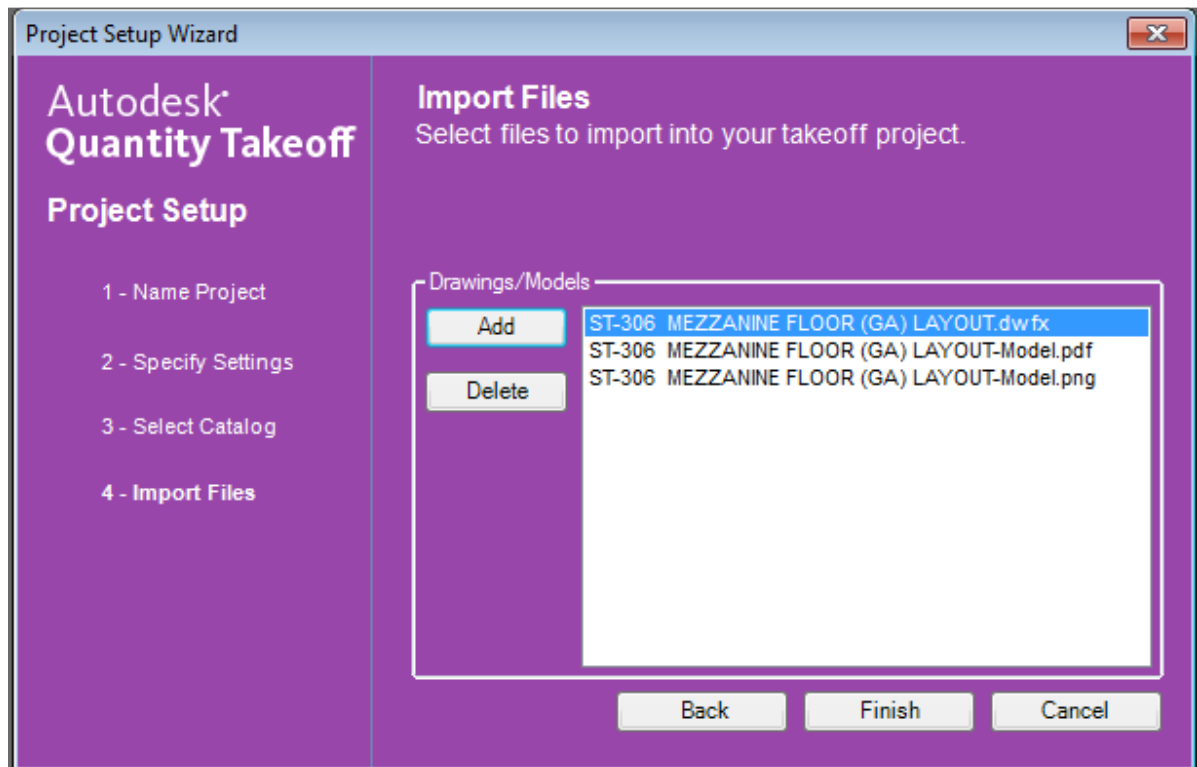 Project Setup Wizard
Autodesk®
Quantity Takeoff
Project Setup
1 - Name Project
2 - Specify Settings
3 - Select Catalog
4 - Import Files
Import Files
Select files to import into your takeoff project.
Drawings/Models
Add
Delete
ST-306  MEZZANINE FLOOR (GA) LAYOUT.dwfx
ST-306  MEZZANINE FLOOR (GA) LAYOUT-Model.pdf
ST-306  MEZZANINE FLOOR (GA) LAYOUT-Model.png
Back
Finish
Cancel